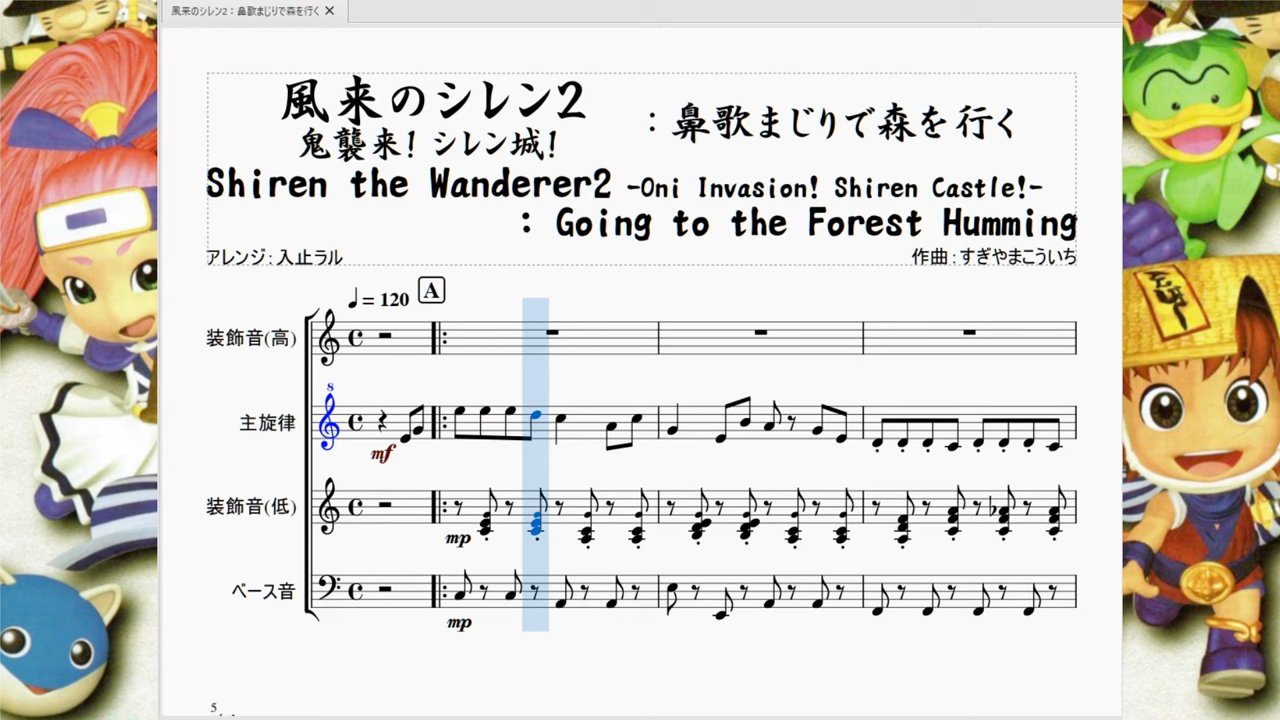 風来のシレン2：鼻歌まじりで森を行く
風来のシレン2
鬼襲来！シレン城！
：鼻歌まじりで森を行く
Shiren the Wanderer2 -Oni Invasion! Shiren Castle!-
: Going to the Forest Humming
アレンジ：入止ラル
作曲：すぎやまこういち
♩= 120
A
装飾音(高)
8
主旋律
mf
装飾音(低)
mp
ベース音
mp
5